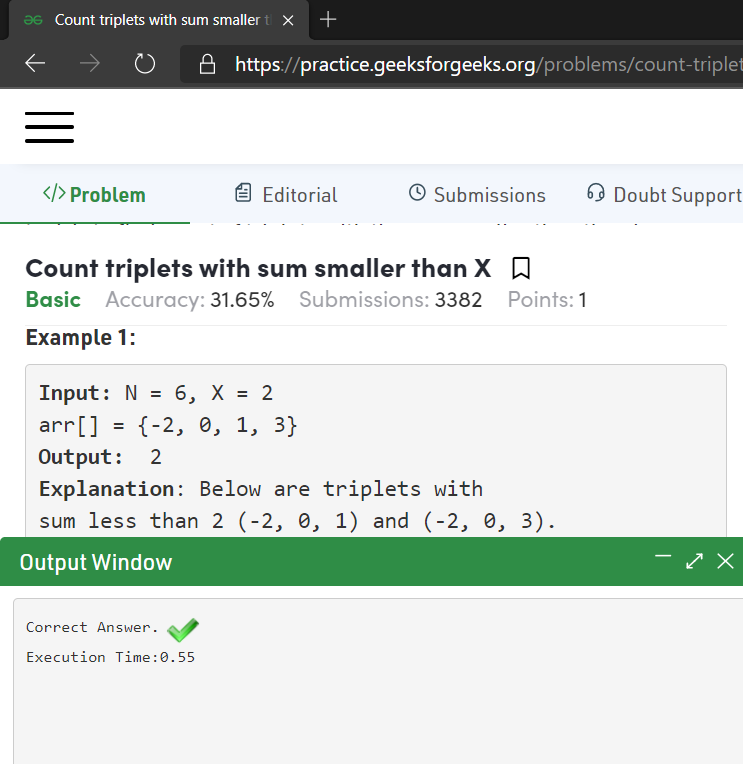 Count triplets with sum smaller t
https://practice.geeksforgeeks.org/problems/count-triplet
</> Problem Editorial Submissions Doubt Support
Count triplets with sum smaller than X
Basic Accuracy: 31.65% Submissions: 3382 Points: 1
Example 1:
Input: N = 6, X = 2
arr[] = {-2, 0, 1, 3}
Output: 2
Explanation: Below are triplets with
sum less than 2 (-2, 0, 1) and (-2, 0, 3).
Output Window
Correct Answer.
Execution Time:0.55